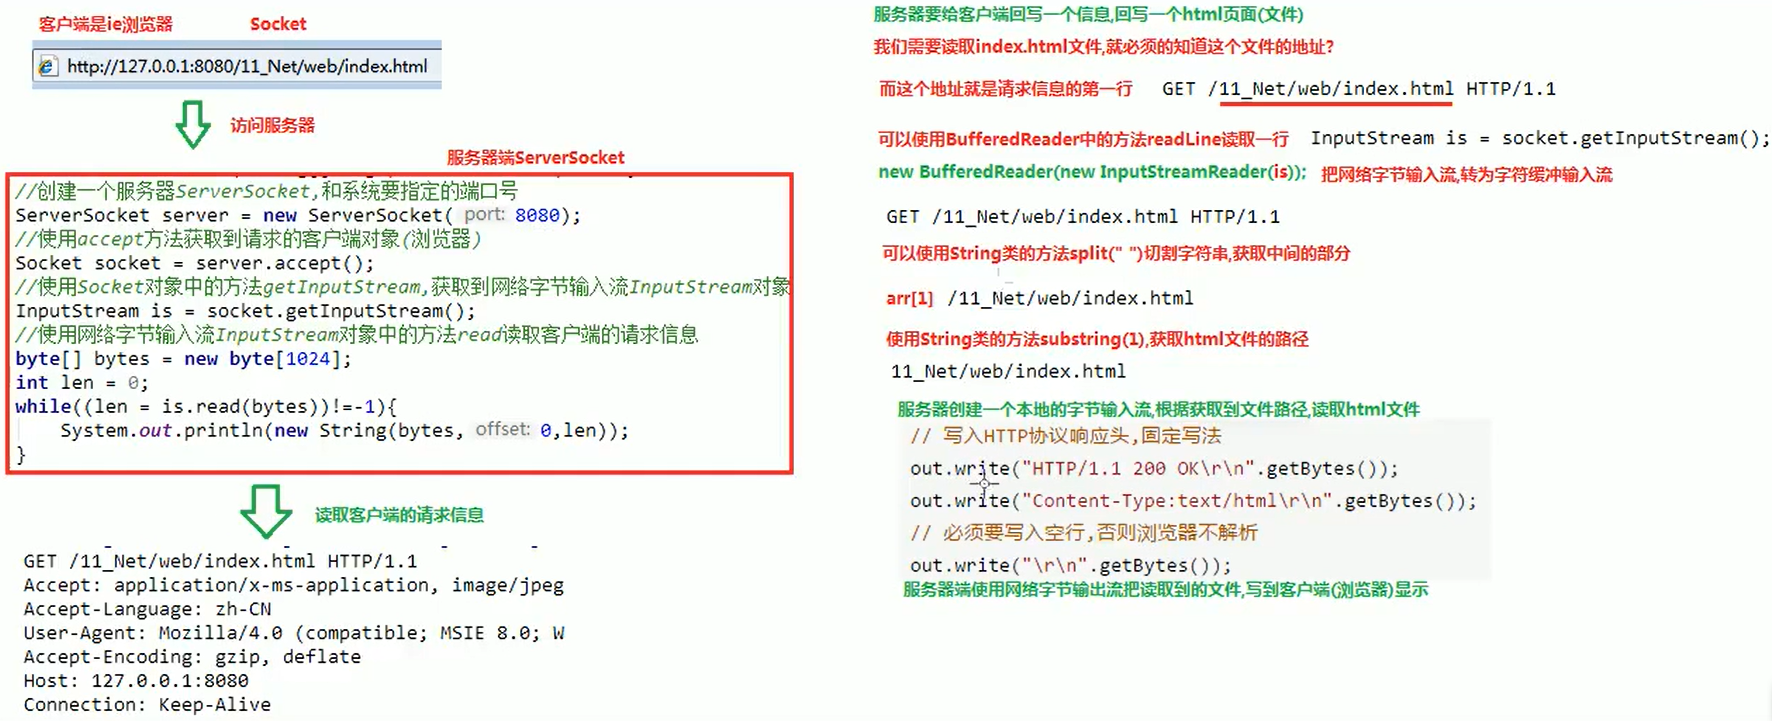 客户端是ie浏览器 Socket
http://127.0.0.1:8080/11_Net/web/index.html
访问服务器
服务器端ServerSocket
//创建一个服务器ServerSocket,和系统要指定的端口号
ServerSocket server = new ServerSocket( port: 8080);
//使用accept方法获取到请求的客户端对象(浏览器)
Socket socket = server.accept();
//使用Socket对象中的方法getInputStream,获取到网络字节输入流InputStream对象
InputStream is = socket.getInputStream();
//使用网络字节输入流InputStream对象中的方法read读取客户端的请求信息
byte[] bytes = new byte[1024];
int len = 0;
while((len = is.read(bytes))!=-1){
System.out.println(new String(bytes, offset: 0,len));
}
读取客户端的请求信息
GET /11_Net/web/index.html HTTP/1.1
Accept: application/x-ms-application, image/jpeg
Accept-Language: zh-CN
User-Agent: Mozilla/4.0 (compatible; MSIE 8.0; W
Accept-Encoding: gzip, deflate
Host: 127.0.0.1:8080
Connection: Keep-Alive
服务器要给客户端回写一个信息,回写一个html页面(文件)
我们需要读取index.html文件,就必须的知道这个文件的地址?
而这个地址就是请求信息的第一行 GET /11_Net/web/index.html HTTP/1.1
可以使用BufferedReader中的方法readLine读取一行 InputStream is = socket.getInputStream();
new BufferedReader(new InputStreamReader(is)); 把网络字节输入流,转为字符缓冲输入流
GET /11_Net/web/index.html HTTP/1.1
可以使用String类的方法split(" ")切割字符串,获取中间的部分
arr[1] /11_Net/web/index.html
使用String类的方法substring(1),获取html文件的路径
11_Net/web/index.html
服务器创建一个本地的字节输入流,根据获取到文件路径,读取html文件
// 写入HTTP协议响应头,固定写法
out.write("HTTP/1.1 200 OK\r\n".getBytes());
out.write("Content-Type:text/html\r\n".getBytes());
// 必须要写入空行,否则浏览器不解析
out.write("\r\n".getBytes());
服务器端使用网络字节输出流把读取到的文件,写到客户端(浏览器)显示